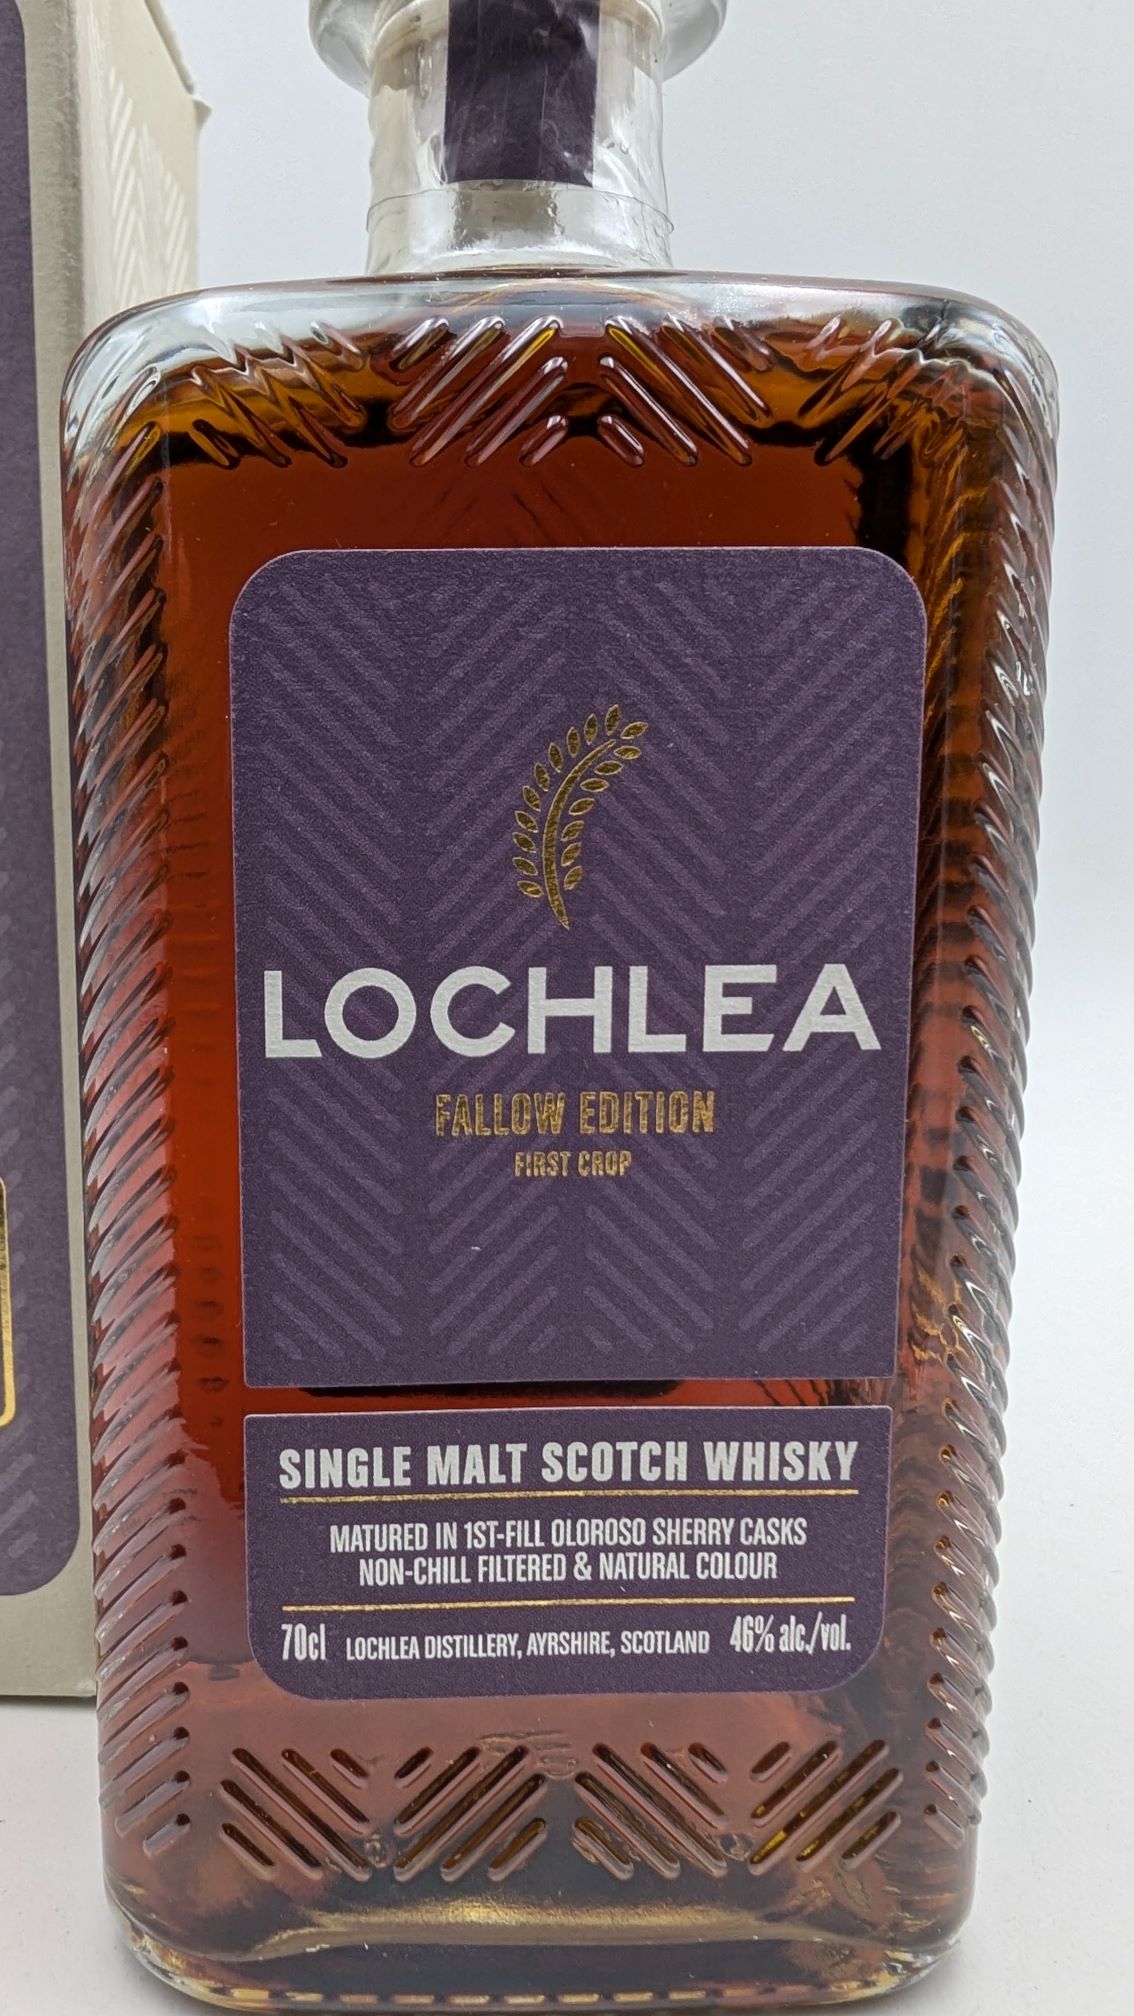 LOCHLEA
FALLOW EDITION
FIRST CROP
SINGLE MALT SCOTCH WHISKY
MATURED IN 1ST-FILL OLOROSO SHERRY CASKS
NON-CHILL FILTERED & NATURAL COLOUR
70cl LOCHLEA DISTILLERY, AYRSHIRE, SCOTLAND 46% alc./vol.